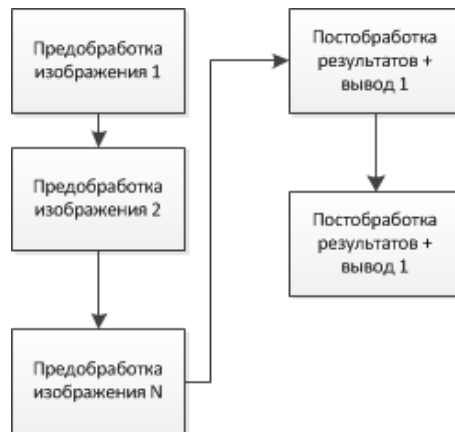 Предобработка
изображения 1
Предобработка
изображения 2
Предобработка
изображения N
Постобработка
результатов +
вывод 1
Постобработка
результатов +
вывод 1